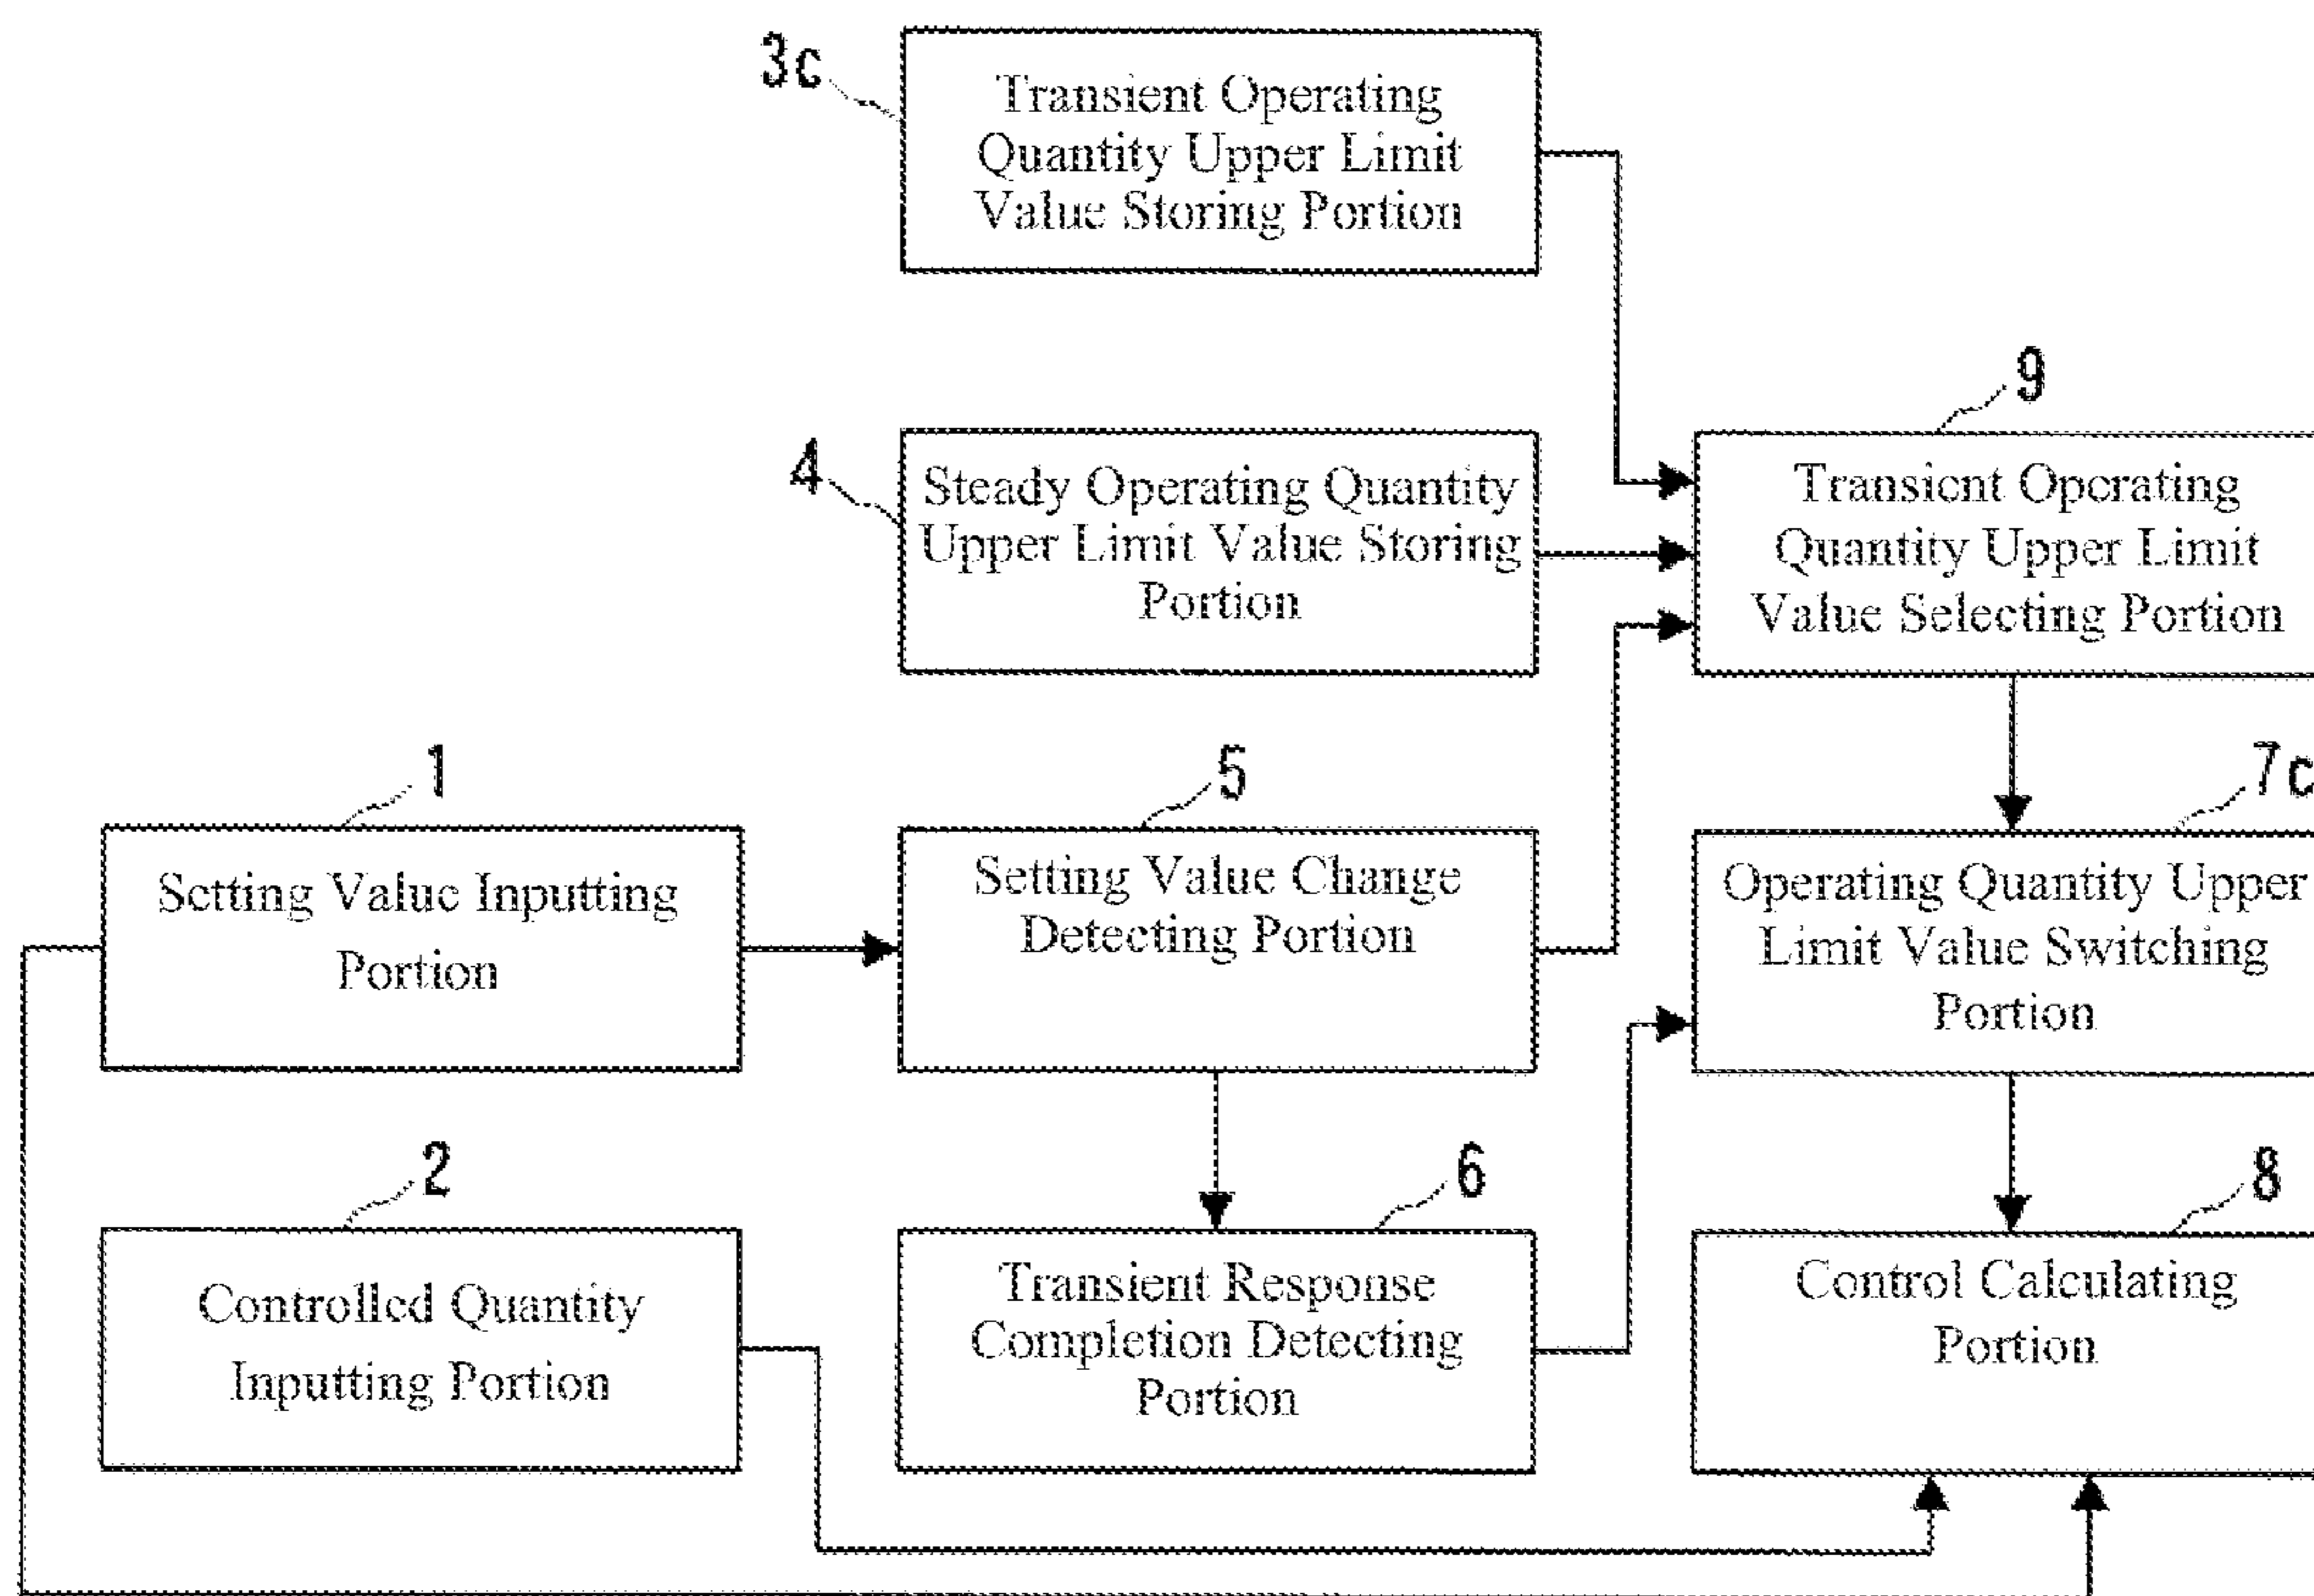 3c
Transient Operating
Quantity Upper Limit
Value Storing Portion
9
4
Steady Operating Quantity
Upper Limit Value Storing
Portion
Transient Operating
Quantity Upper Limit
Value Selecting Portion
1
5
7c
Setting Value Inputting
Portion
Setting Value Change
Detecting Portion
Operating Quantity Upper
Limit Value Switching
Portion
2
6
8
Controlled Quantity
Inputting Portion
Transient Response
Completion Detecting
Portion
Control Calculating
Portion